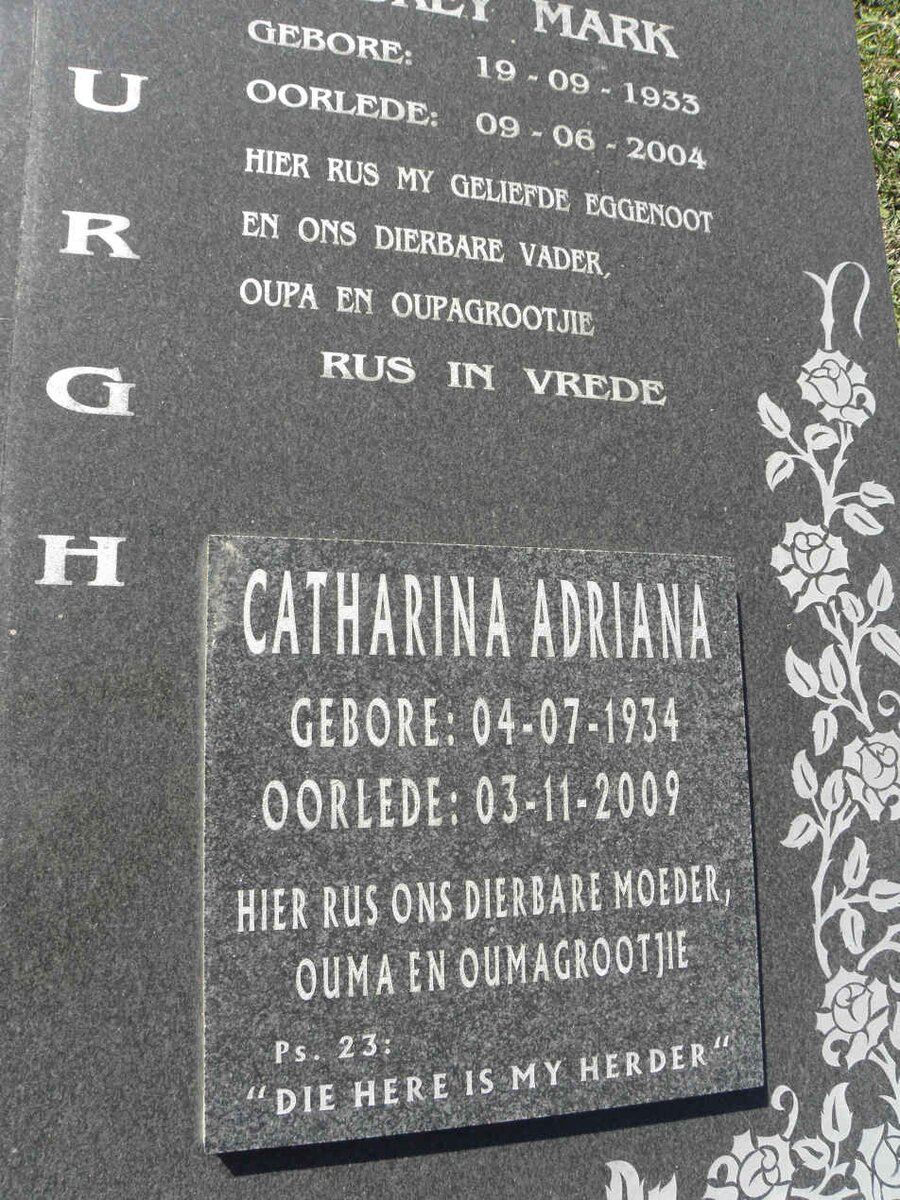 MARK
GEBORE: 19-09-1933
OORLEDE: 09-06-2004
HIER RUS MY GELIEFDE EGGENOOT
EN ONS DIERBARE VADER,
OUPA EN OUPAGROOTJIE
RUS IN VREDE
U
R
G
H
CATHARINA ADRIANA
GEBORE: 04-07-1934
OORLEDE: 03-11-2009
HIER RUS ONS DIERBARE MOEDER,
OUMA EN OUMAGROOTJIE
Ps. 23:
"DIE HERE IS MY HERDER"